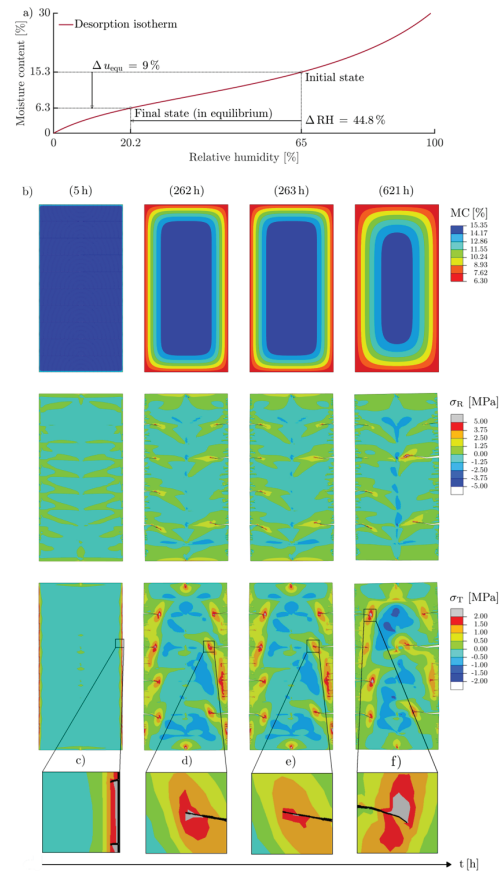 a)
Moisture content [%]
30
15.3
6.3
0
Desorption isotherm
Δ u_equ = 9 %
Initial state
Final state (in equilibrium)
Δ RH = 44.8 %
0
20.2
65
100
Relative humidity [%]
b)
(5 h)
(262 h)
(263 h)
(621 h)
MC [%]
15.35
14.17
12.86
11.55
10.24
8.93
7.62
6.30
σ_R [MPa]
5.00
3.75
2.50
1.25
0.00
-1.25
-2.50
-3.75
-5.00
σ_T [MPa]
2.00
1.50
1.00
0.50
0.00
-0.50
-1.00
-1.50
-2.00
c)
d)
e)
f)
t [h]